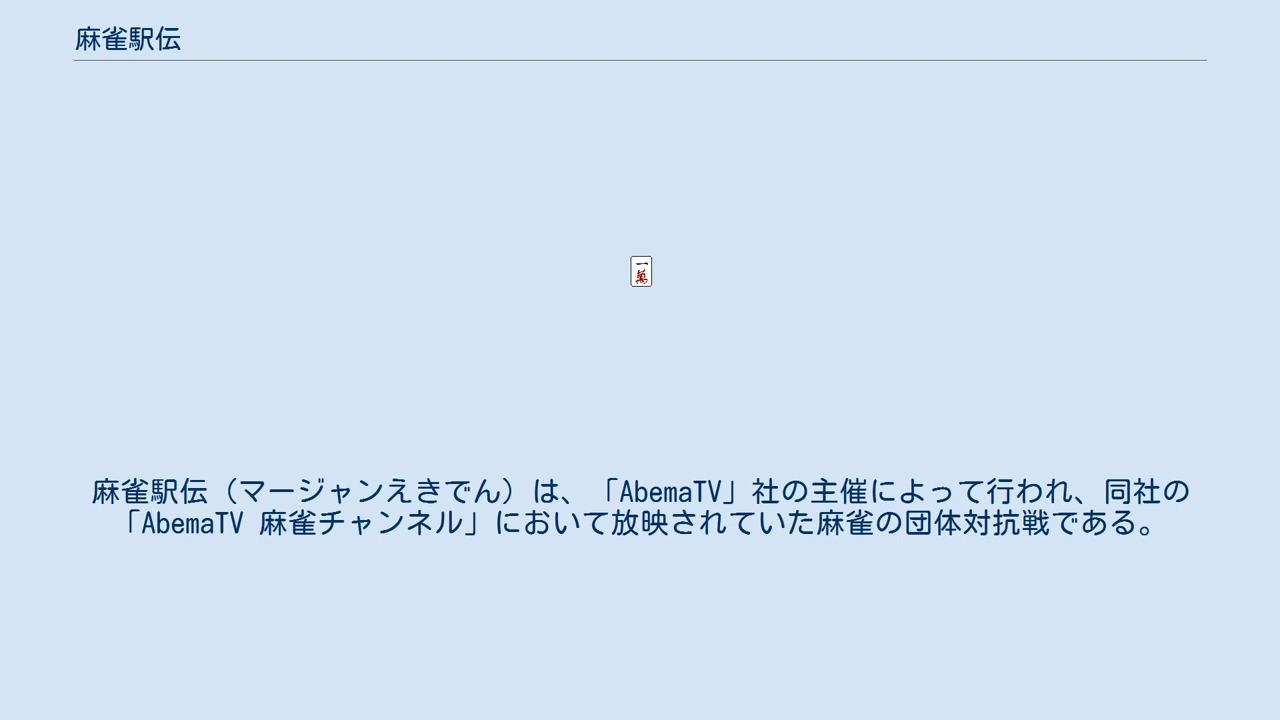 麻雀駅伝
一
萬
麻雀駅伝（マージャンえきでん）は、「AbemaTV」社の主催によって行われ、同社の
「AbemaTV 麻雀チャンネル」において放映されていた麻雀の団体対抗戦である。